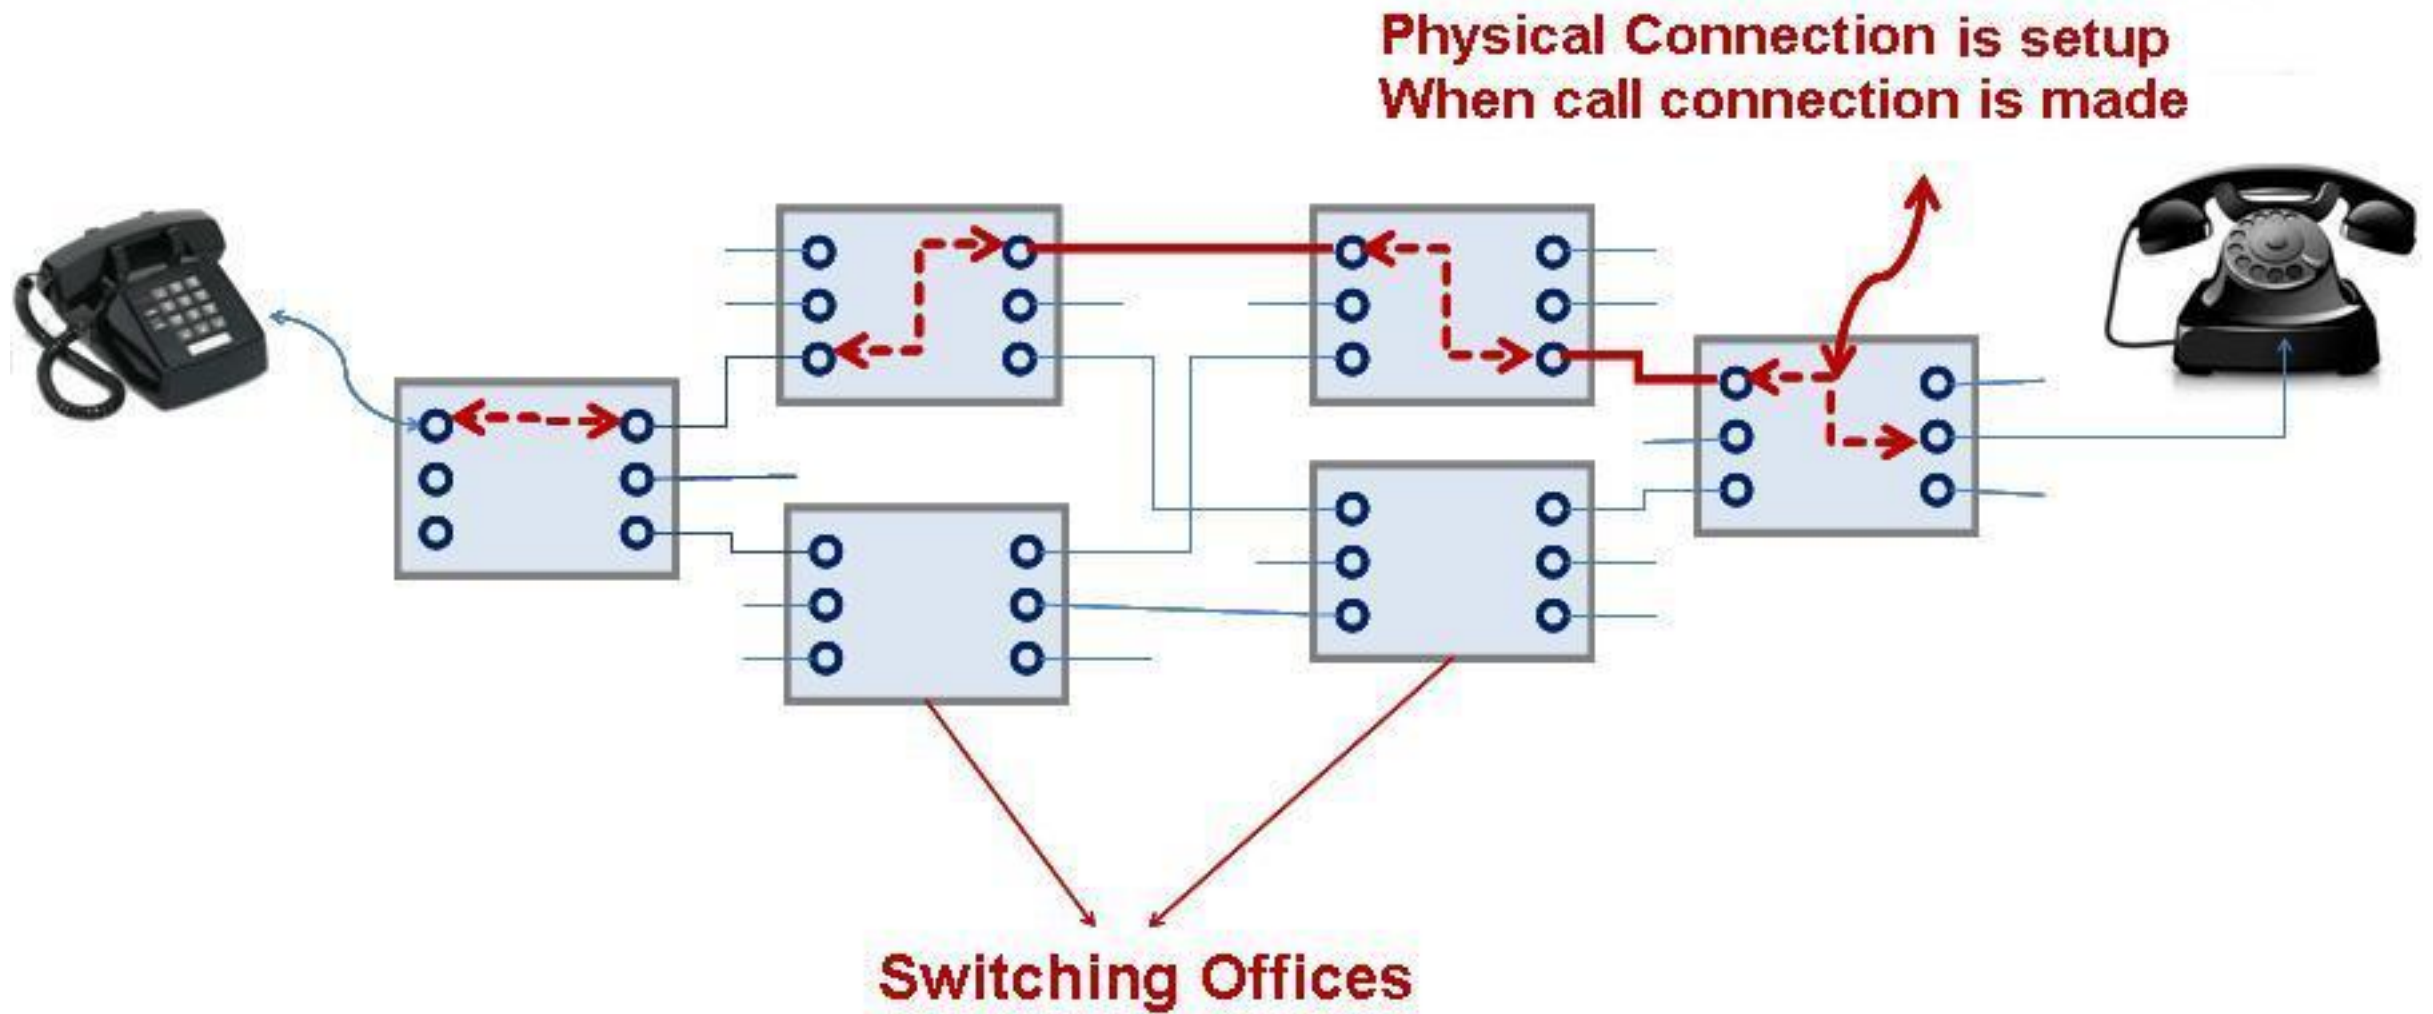 Physical Connection is setup
When call connection is made
Switching Offices